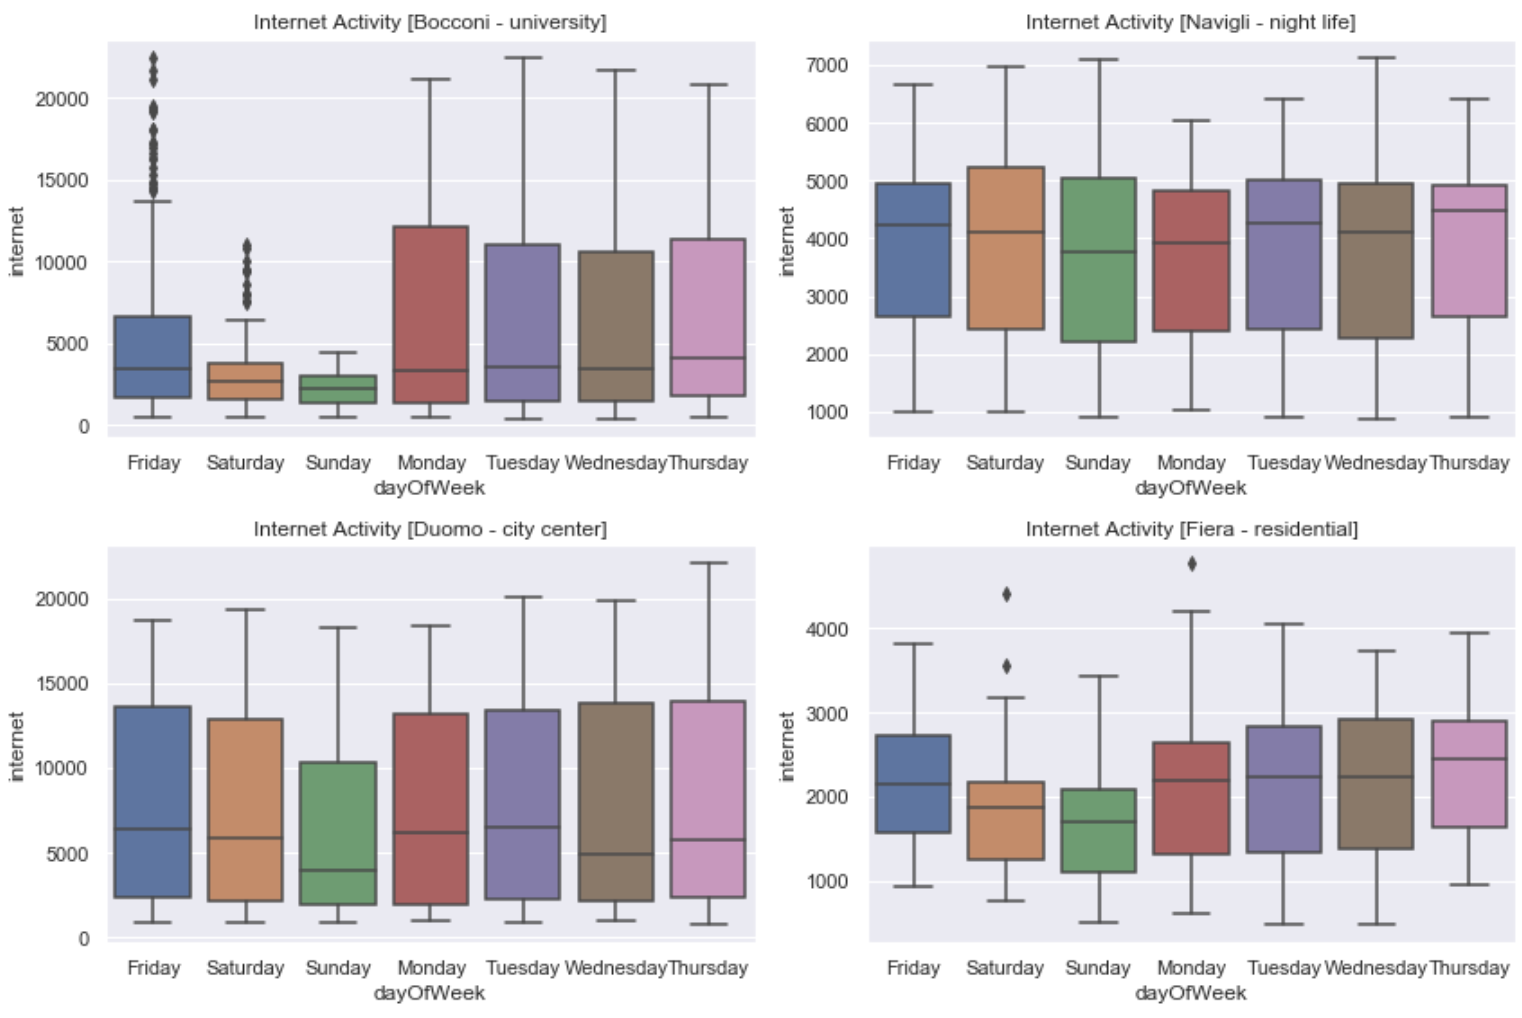 Internet Activity [Bocconi - university]
internet
20000
15000
10000
5000
0
Friday Saturday Sunday Monday Tuesday Wednesday Thursday
dayOfWeek
Internet Activity [Navigli - night life]
internet
7000
6000
5000
4000
3000
2000
1000
Friday Saturday Sunday Monday Tuesday Wednesday Thursday
dayOfWeek
Internet Activity [Duomo - city center]
internet
20000
15000
10000
5000
0
Friday Saturday Sunday Monday Tuesday Wednesday Thursday
dayOfWeek
Internet Activity [Fiera - residential]
internet
4000
3000
2000
1000
Friday Saturday Sunday Monday Tuesday Wednesday Thursday
dayOfWeek